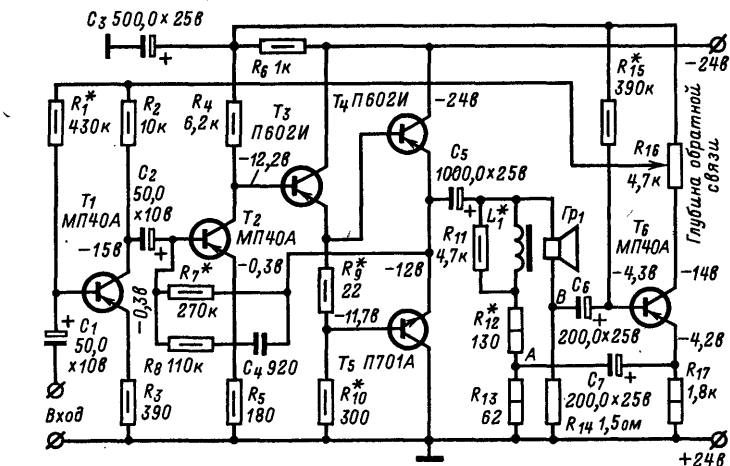 C3 500,0×25в
R6 1к
−24в
R1* 430к
R2 10к
R4 6,2к
T3 П602И
T4 П602И
−24в
R15* 390к
R16 4,7к
Глубина обратной связи
C2 50,0 ×10в
−12,2в
C5 1000,0×25в
T1 МП40А
−15в
T2 МП40А
−0,3в
−0,3в
R7* 270к
R8 110к
C4 920
R9* 22
−12в
−11,7в
T5 П701А
R11 4,7к
L1*
Гр1
T6 МП40А
−4,3в
−14в
B
C6 200,0×25в
−4,2в
R12* 130
A
C7 200,0×25в
C1 50,0 ×10в
Вход
R3 390
R5 180
R10* 300
R13 62
R14 1,5ом
R17 1,8к
+24в